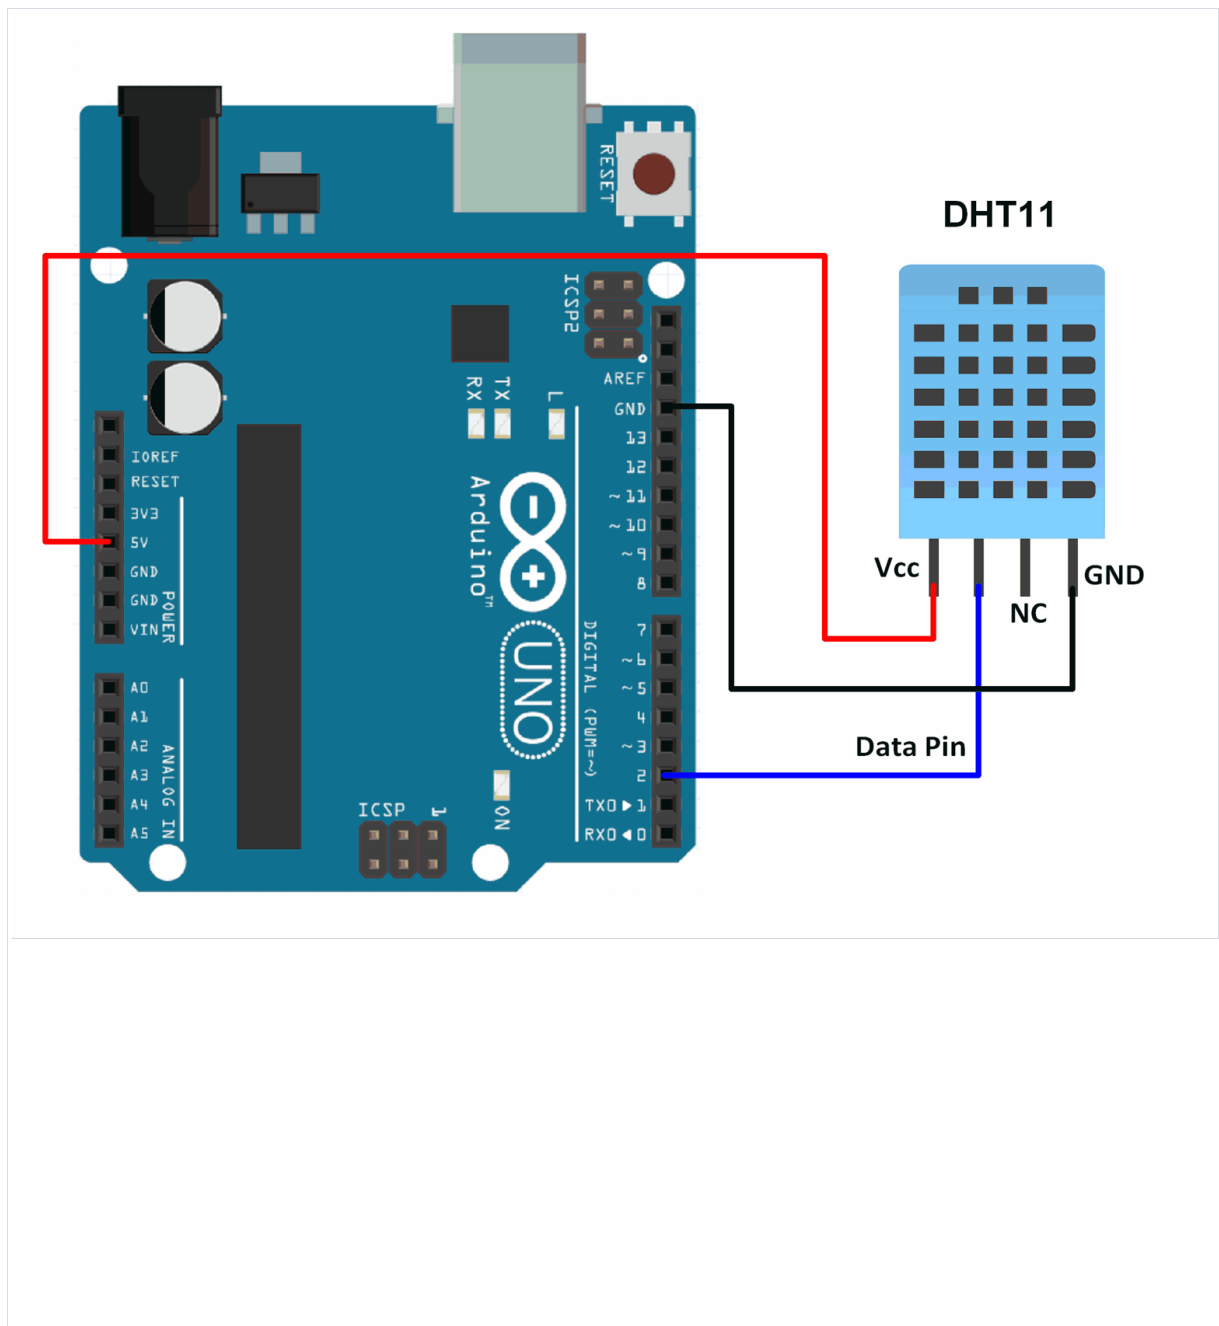 RESET
DHT11
ICSP2
AREF
GND
13
12
~11
~10
~9
8
RX
TX
L
IOREF
RESET
3V3
5V
GND
GND
VIN
POWER
Arduino™
UNO
Vcc
NC
GND
7
~6
~5
4
~3
2
TX0▶1
RX0◀0
DIGITAL (PWM=~)
Data Pin
A0
A1
A2
A3
A4
A5
ANALOG IN
ICSP
1
ON